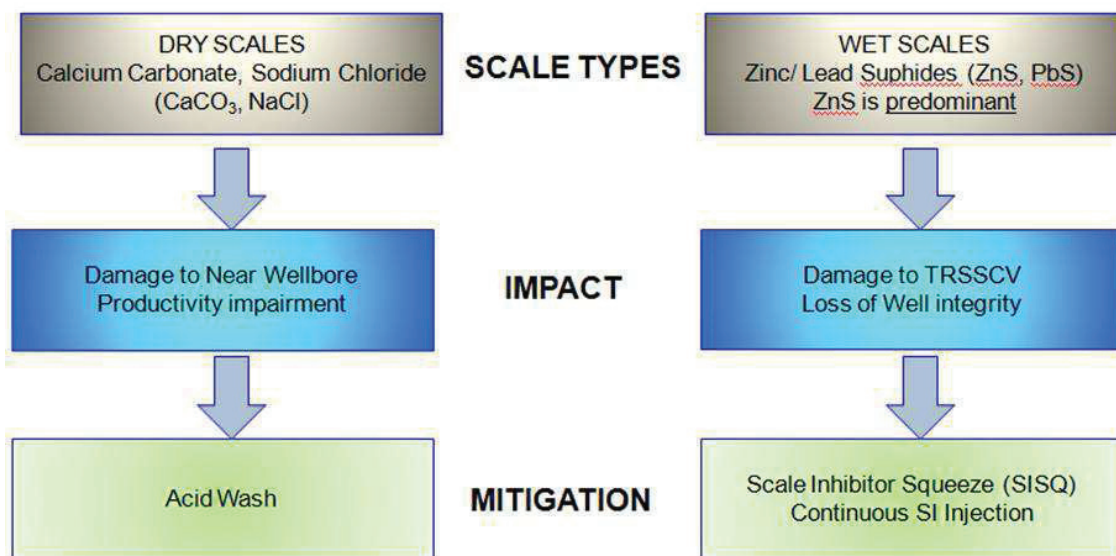 DRY SCALES
Calcium Carbonate, Sodium Chloride
(CaCO₃, NaCl)
SCALE TYPES
WET SCALES
Zinc/ Lead Suphides (ZnS, PbS)
ZnS is predominant
Damage to Near Wellbore
Productivity impairment
IMPACT
Damage to TRSSCV
Loss of Well integrity
Acid Wash
MITIGATION
Scale Inhibitor Squeeze (SISQ)
Continuous SI Injection